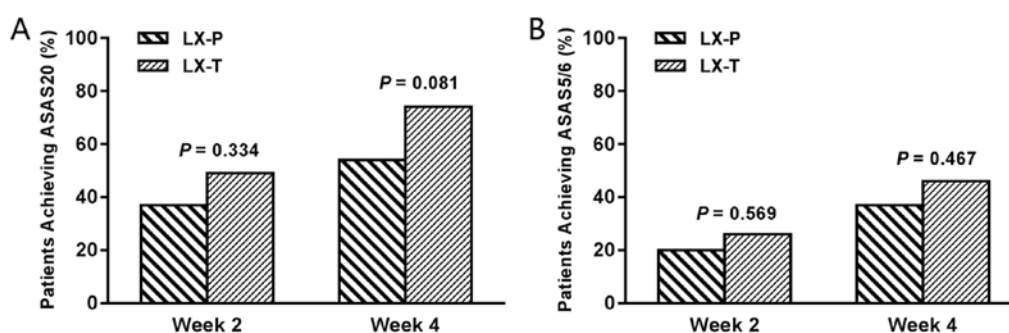 A
Patients Achieving ASAS20 (%)
100
80
60
40
20
0
LX-P
LX-T
P = 0.334
P = 0.081
Week 2
Week 4
B
Patients Achieving ASAS5/6 (%)
100
80
60
40
20
0
LX-P
LX-T
P = 0.569
P = 0.467
Week 2
Week 4